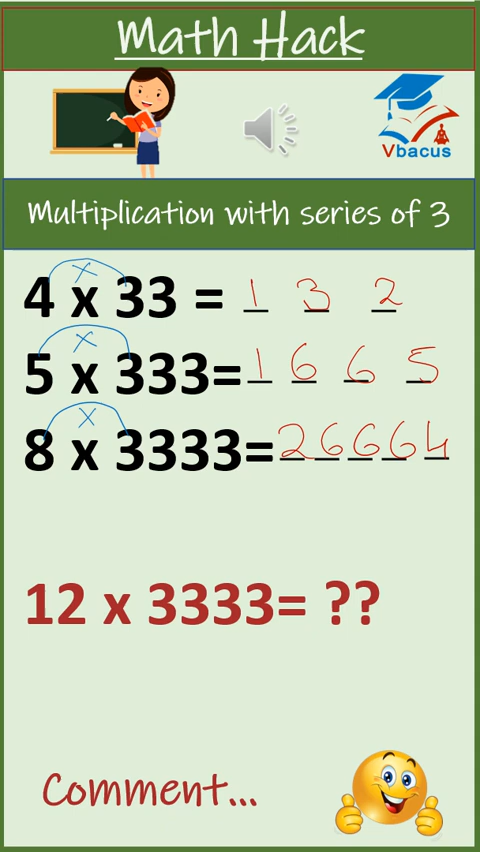 Math Hack
Vbacus
Multiplication with series of 3
x
4 x 33 = 1 3 2
x
5 x 333= 1 6 6 5
x
8 x 3333= 2 6 6 6 4
12 x 3333= ??
Comment...